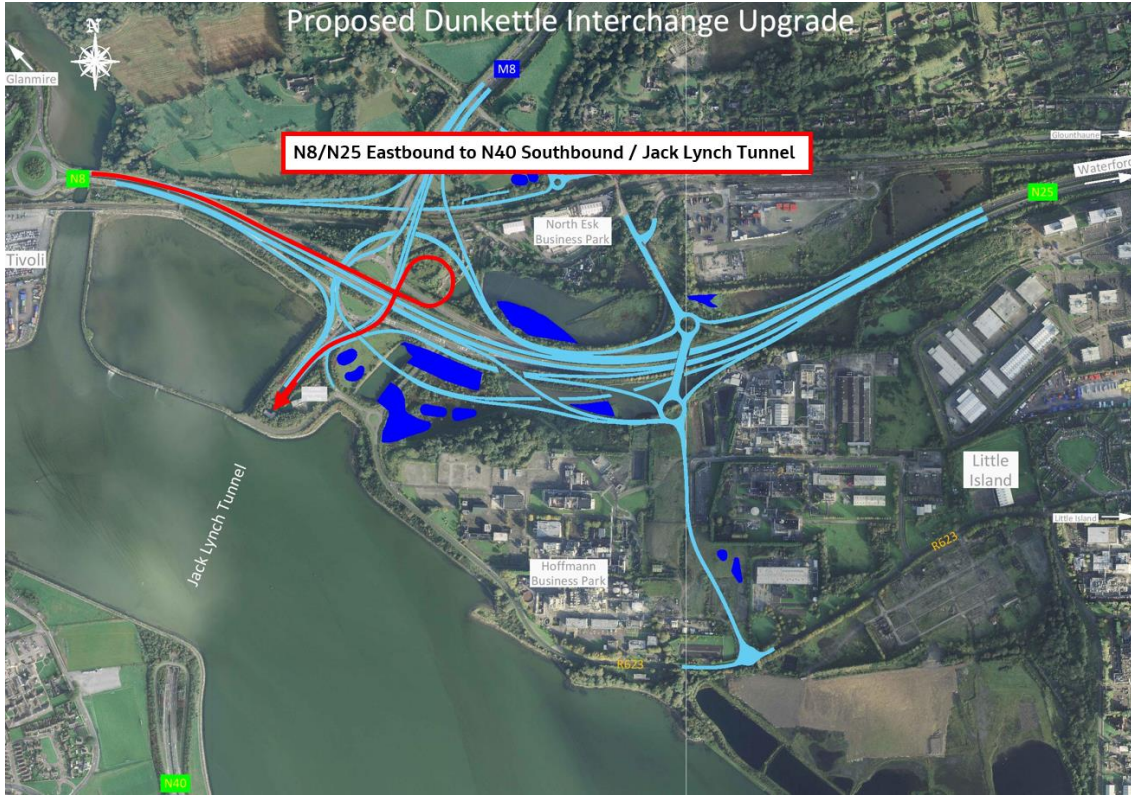 Proposed Dunkettle Interchange Upgrade
N
Glanmire
M8
N8/N25 Eastbound to N40 Southbound / Jack Lynch Tunnel
Glounthaune
Waterford
N8
N25
North Esk
Business Park
Tivoli
Little
Island
Jack Lynch Tunnel
Little Island
R623
Hoffmann
Business Park
R623
N40